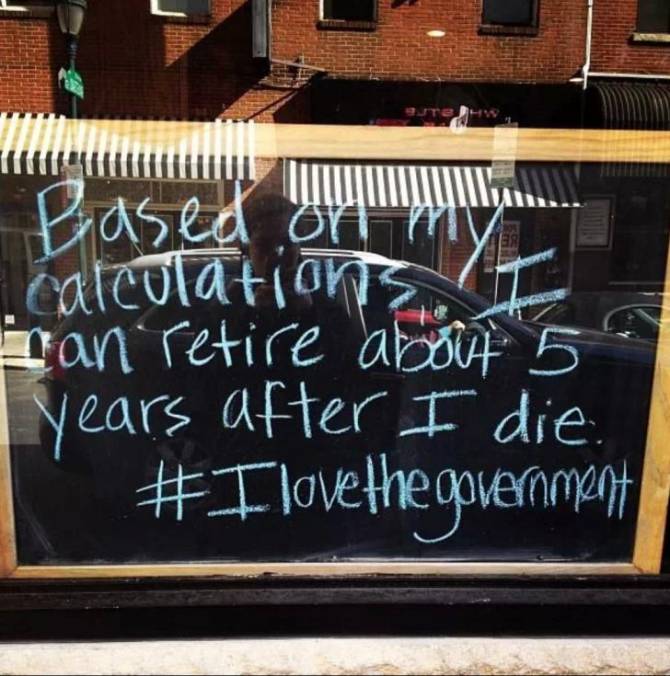 Based on my
calculations, I
can retire about 5
years after I die.
#Ilovethegovernment